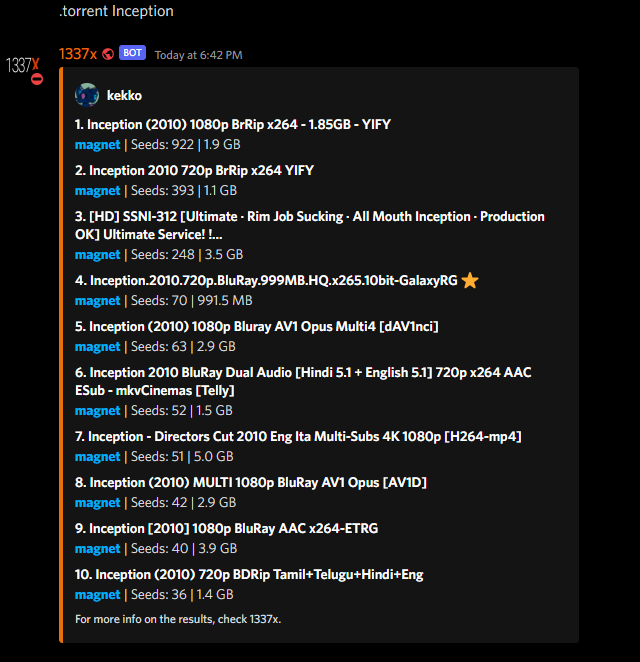 .torrent Inception
1337x BOT Today at 6:42 PM
1337X
kekko
1. Inception (2010) 1080p BrRip x264 - 1.85GB - YIFY
magnet | Seeds: 922 | 1.9 GB
2. Inception 2010 720p BrRip x264 YIFY
magnet | Seeds: 393 | 1.1 GB
3. [HD] SSNI-312 [Ultimate · Rim Job Sucking · All Mouth Inception · Production
OK] Ultimate Service! !...
magnet | Seeds: 248 | 3.5 GB
4. Inception.2010.720p.BluRay.999MB.HQ.x265.10bit-GalaxyRG ⭐
magnet | Seeds: 70 | 991.5 MB
5. Inception (2010) 1080p Bluray AV1 Opus Multi4 [dAV1nci]
magnet | Seeds: 63 | 2.9 GB
6. Inception 2010 BluRay Dual Audio [Hindi 5.1 + English 5.1] 720p x264 AAC
ESub - mkvCinemas [Telly]
magnet | Seeds: 52 | 1.5 GB
7. Inception - Directors Cut 2010 Eng Ita Multi-Subs 4K 1080p [H264-mp4]
magnet | Seeds: 51 | 5.0 GB
8. Inception (2010) MULTI 1080p BluRay AV1 Opus [AV1D]
magnet | Seeds: 42 | 2.9 GB
9. Inception [2010] 1080p BluRay AAC x264-ETRG
magnet | Seeds: 40 | 3.9 GB
10. Inception (2010) 720p BDRip Tamil+Telugu+Hindi+Eng
magnet | Seeds: 36 | 1.4 GB
For more info on the results, check 1337x.